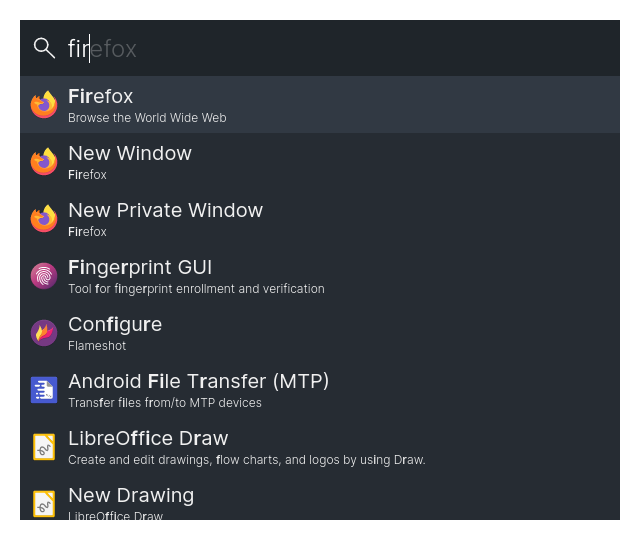 firefox
Firefox
Browse the World Wide Web
New Window
Firefox
New Private Window
Firefox
Fingerprint GUI
Tool for fingerprint enrollment and verification
Configure
Flameshot
Android File Transfer (MTP)
Transfer files from/to MTP devices
LibreOffice Draw
Create and edit drawings, flow charts, and logos by using Draw.
New Drawing
LibreOffice Draw